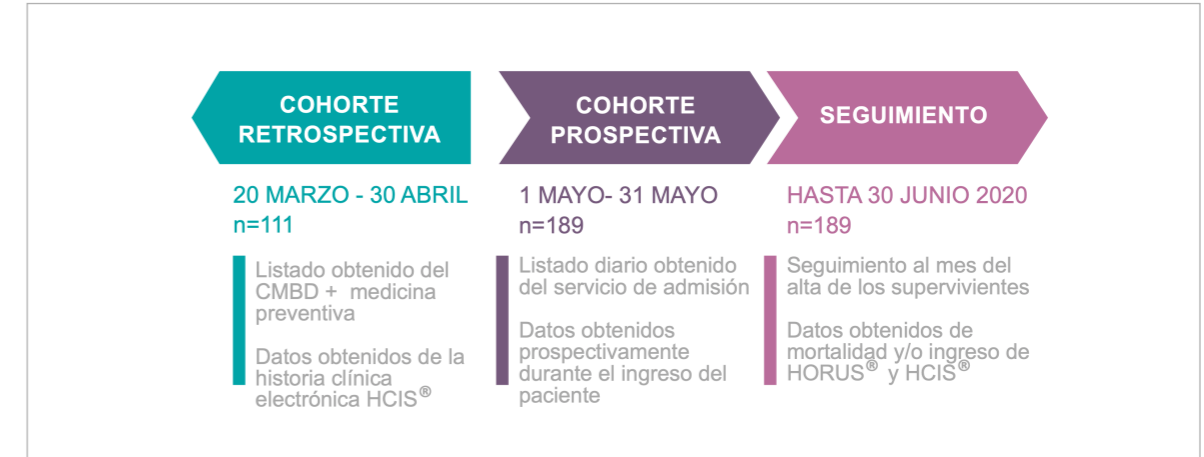 COHORTE
RETROSPECTIVA
20 MARZO - 30 ABRIL
n=111
Listado obtenido del
CMBD + medicina
preventiva
Datos obtenidos de la
historia clínica
electrónica HCIS®
COHORTE
PROSPECTIVA
1 MAYO- 31 MAYO
n=189
Listado diario obtenido
del servicio de admisión
Datos obtenidos
prospectivamente
durante el ingreso del
paciente
SEGUIMIENTO
HASTA 30 JUNIO 2020
n=189
Seguimiento al mes del
alta de los supervivientes
Datos obtenidos de
mortalidad y/o ingreso de
HORUS® y HCIS®